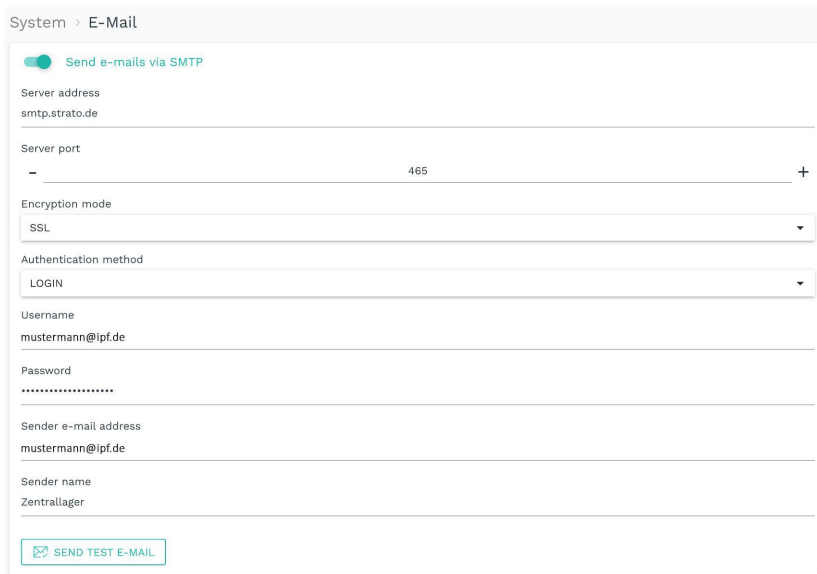 System > E-Mail
Send e-mails via SMTP
Server address
smtp.strato.de
Server port
- 465 +
Encryption mode
SSL
Authentication method
LOGIN
Username
mustermann@ipf.de
Password
••••••••••••••••••••
Sender e-mail address
mustermann@ipf.de
Sender name
Zentrallager
SEND TEST E-MAIL